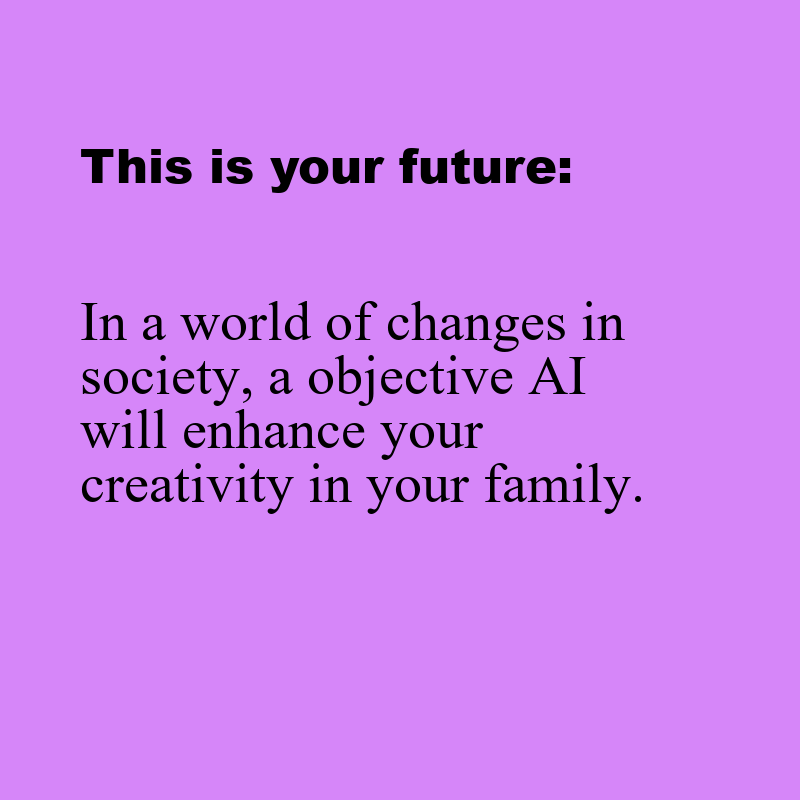 This is your future:
In a world of changes in
society, a objective AI
will enhance your
creativity in your family.